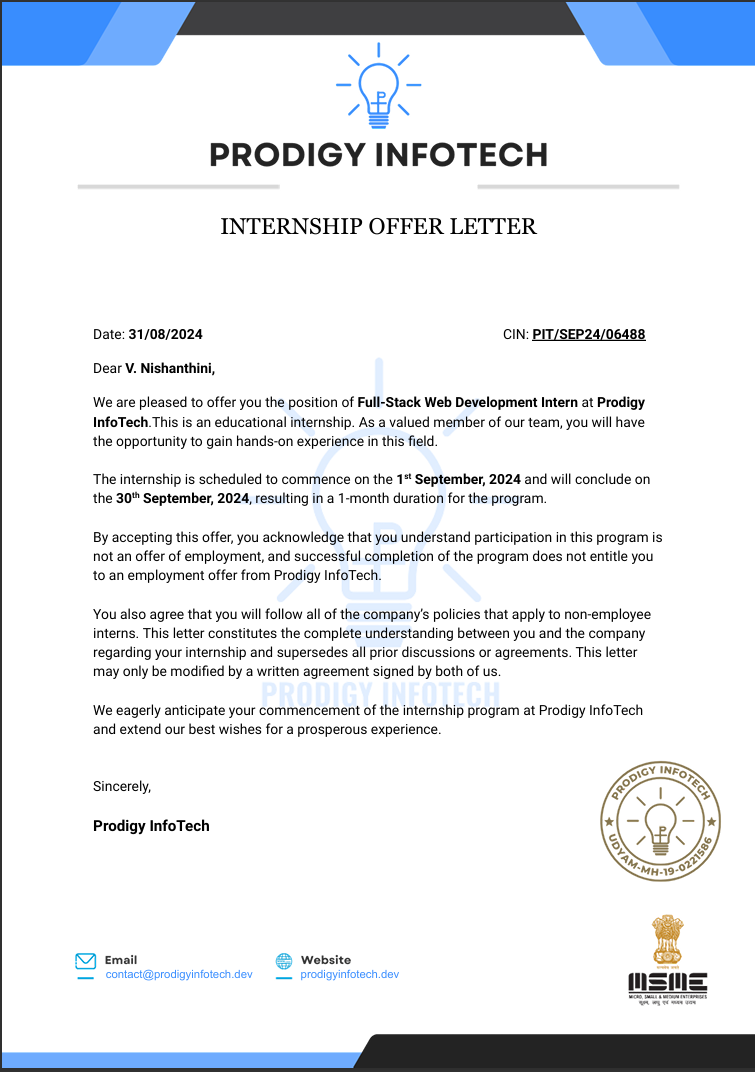 PRODIGY INFOTECH
INTERNSHIP OFFER LETTER
Date: 31/08/2024 CIN: PIT/SEP24/06488
Dear V. Nishanthini,
We are pleased to offer you the position of Full-Stack Web Development Intern at Prodigy
InfoTech.This is an educational internship. As a valued member of our team, you will have
the opportunity to gain hands-on experience in this field.
The internship is scheduled to commence on the 1st September, 2024 and will conclude on
the 30th September, 2024, resulting in a 1-month duration for the program.
By accepting this offer, you acknowledge that you understand participation in this program is
not an offer of employment, and successful completion of the program does not entitle you
to an employment offer from Prodigy InfoTech.
You also agree that you will follow all of the company's policies that apply to non-employee
interns. This letter constitutes the complete understanding between you and the company
regarding your internship and supersedes all prior discussions or agreements. This letter
may only be modified by a written agreement signed by both of us.
PRODIGY INFOTECH
We eagerly anticipate your commencement of the internship program at Prodigy InfoTech
and extend our best wishes for a prosperous experience.
Sincerely,
Prodigy InfoTech
PRODIGY INFOTECH
UDYAM-MH-19-0221586
Email
contact@prodigyinfotech.dev
Website
prodigyinfotech.dev
सत्यमेव जयते
MSME
MICRO, SMALL & MEDIUM ENTERPRISES
सूक्ष्म, लघु एवं मध्यम उद्यम